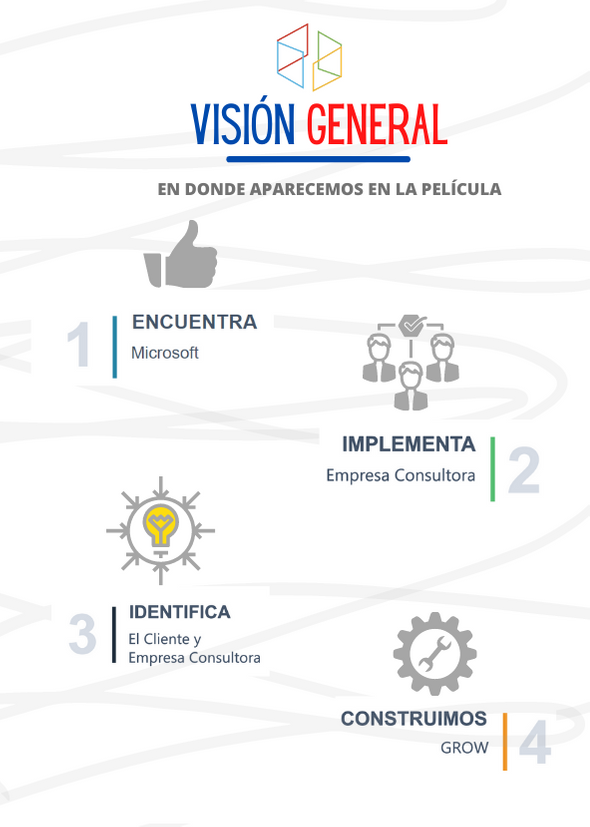 VISIÓN GENERAL
EN DONDE APARECEMOS EN LA PELÍCULA
1
ENCUENTRA
Microsoft
IMPLEMENTA
Empresa Consultora
2
3
IDENTIFICA
El Cliente y
Empresa Consultora
CONSTRUIMOS
GROW
4